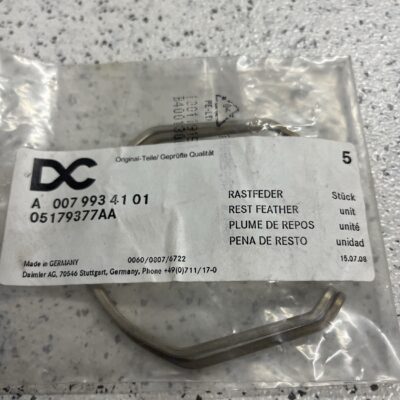 Original-Teile/ Geprüfte Qualität
5
DC
A 007 993 41 01
05179377AA
RASTFEDER Stück
REST FEATHER unit
PLUME DE REPOS unité
PENA DE RESTO unidad
15.07.08
Made in GERMANY 0060/0007/6722
Daimler AG, 70546 Stuttgart, Germany, Phone +49(0)711/17-0